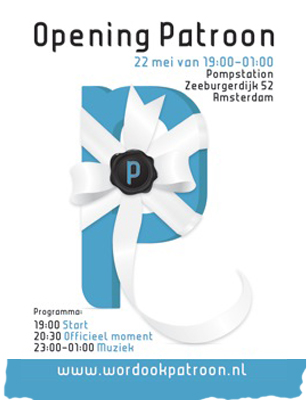 Opening Patroon
22 mei van 19:00-01:00
Pompstation
Zeeburgerdijk 52
Amsterdam
P
Programma:
19:00 Start
20:30 Officieel moment
23:00-01:00 Muziek
www.wordookpatroon.nl